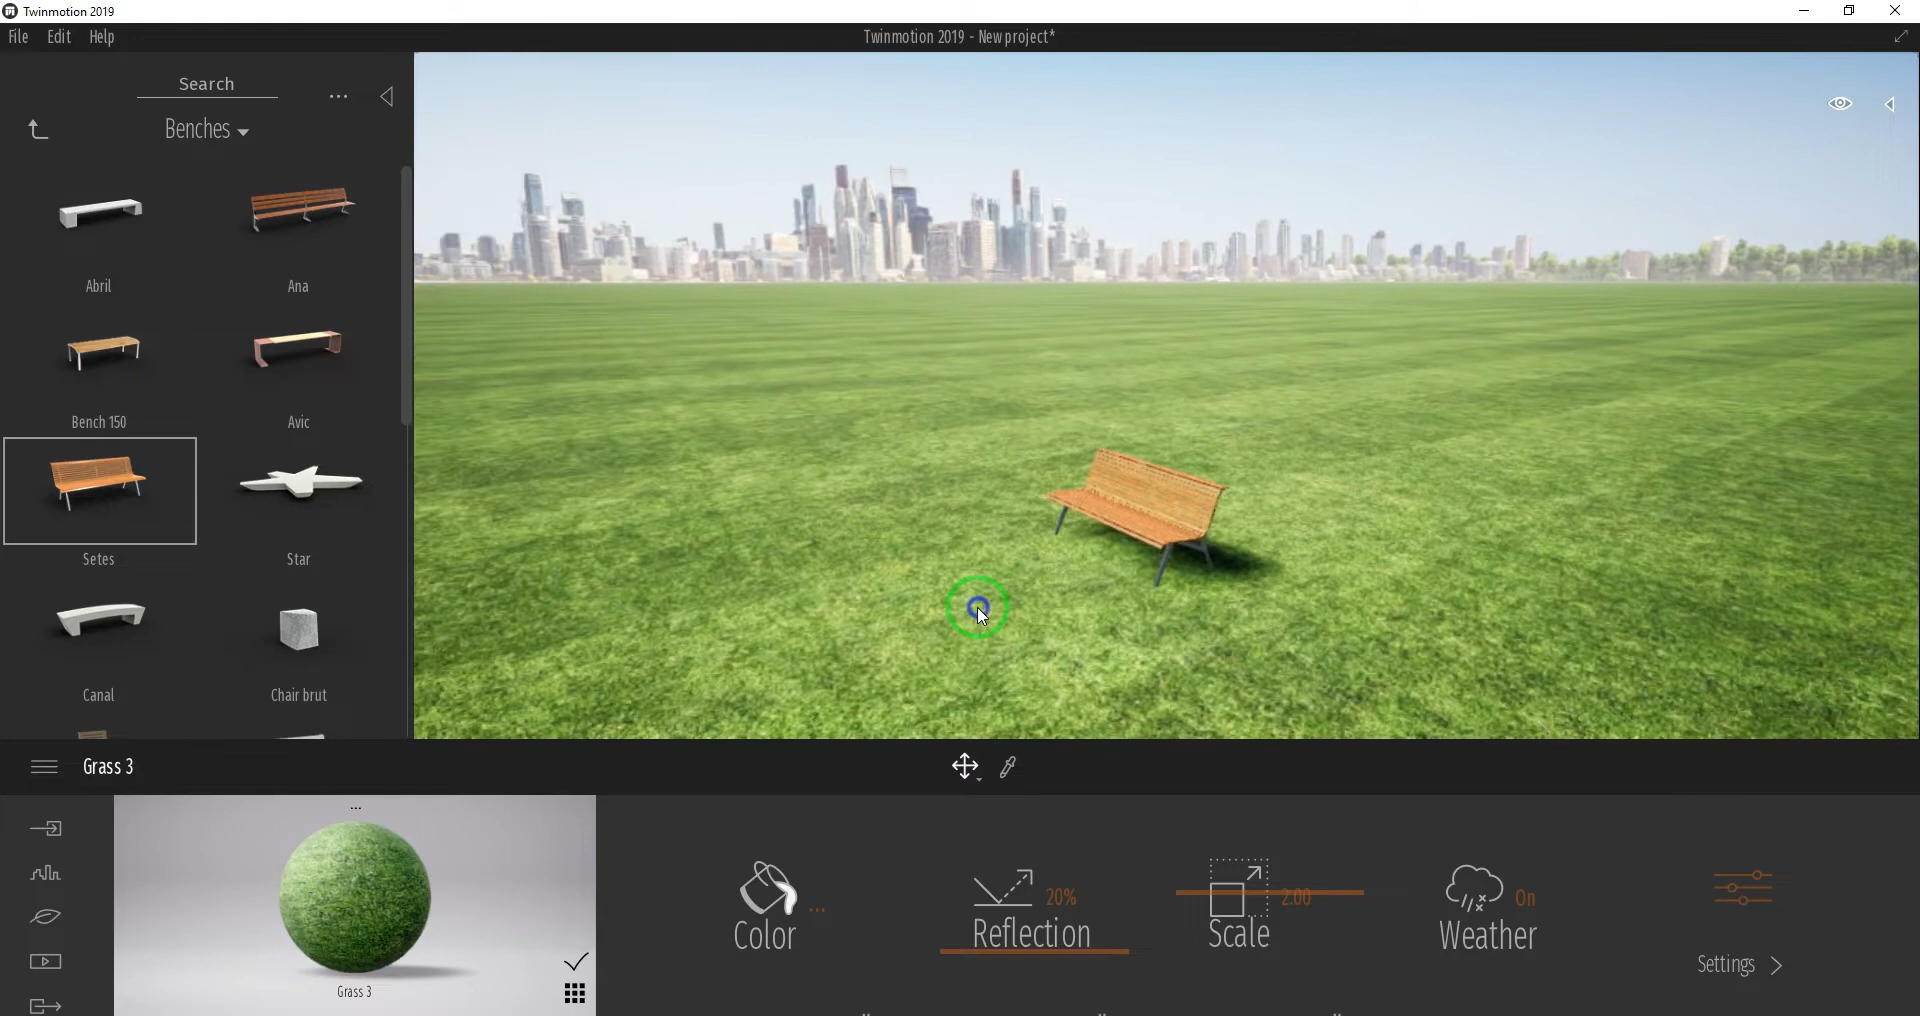 Twinmotion 2019
File Edit Help
Twinmotion 2019 - New project*
Search
...
Benches
Abril
Ana
Bench 150
Avic
Setes
Star
Canal
Chair brut
Grass 3
...
Grass 3
Color
...
20%
Reflection
2.00
Scale
On
Weather
Settings